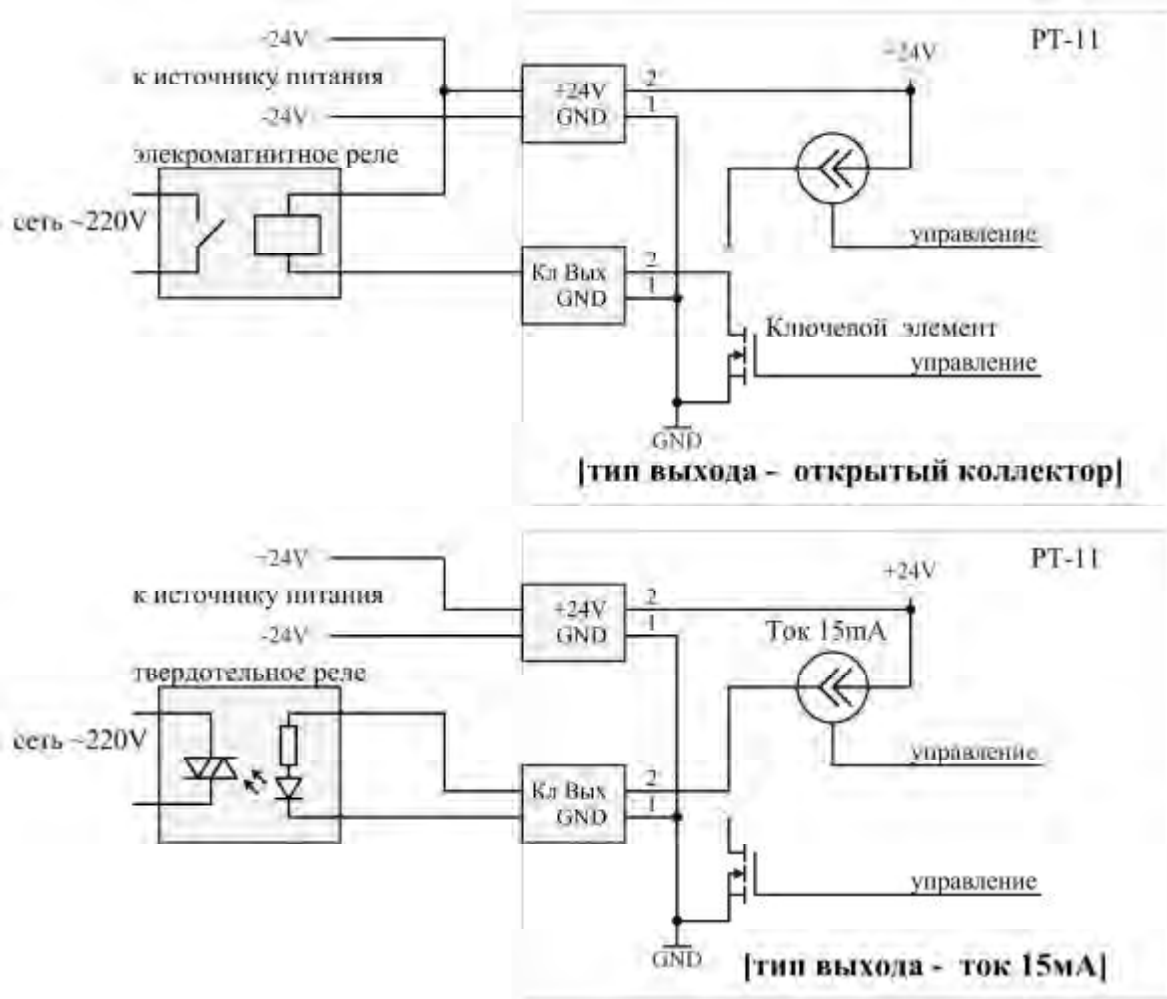 -24V
PT-11
-24V
к источнику питания
+24V
GND
2
1
-24V
элекромагнитное реле
сеть ~220V
управление
Кл Вых
GND
2
1
Ключевой элемент
управление
GND
|тип выхода - открытый коллектор|
+24V
PT-11
+24V
к источнику питания
+24V
GND
2
1
Ток 15mA
-24V
твердотельное реле
сеть ~220V
управление
Кл Вых
GND
2
1
управление
GND
|тип выхода - ток 15мА|